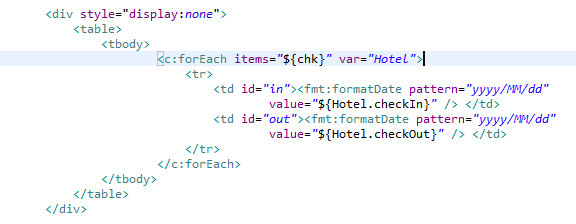 <div style="display:none">
<table>
<tbody>
<c:forEach items="${chk}" var="Hotel">
<tr>
<td id="in"><fmt:formatDate pattern="yyyy/MM/dd"
value="${Hotel.checkIn}" /> </td>
<td id="out"><fmt:formatDate pattern="yyyy/MM/dd"
value="${Hotel.checkOut}" /> </td>
</tr>
</c:forEach>
</tbody>
</table>
</div>